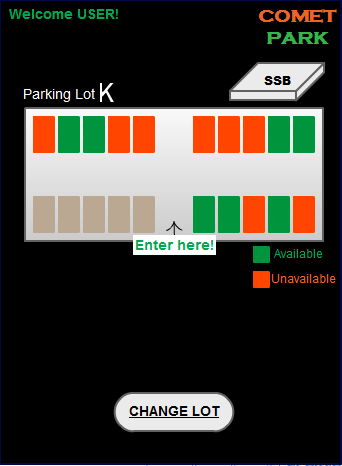 Welcome USER!
COMET
PARK
SSB
Parking Lot K
Enter here!
Available
Unavailable
CHANGE LOT